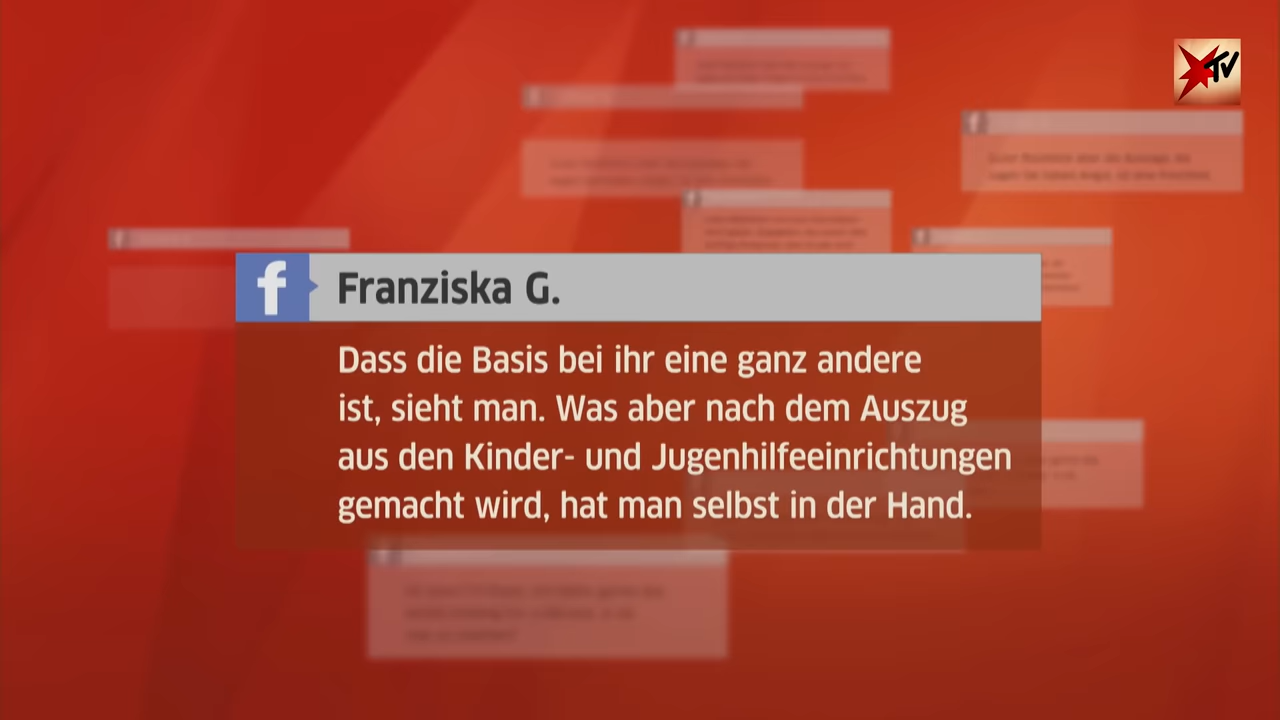 TV
f
Franziska G.
Dass die Basis bei ihr eine ganz andere
ist, sieht man. Was aber nach dem Auszug
aus den Kinder- und Jugenhilfeeinrichtungen
gemacht wird, hat man selbst in der Hand.